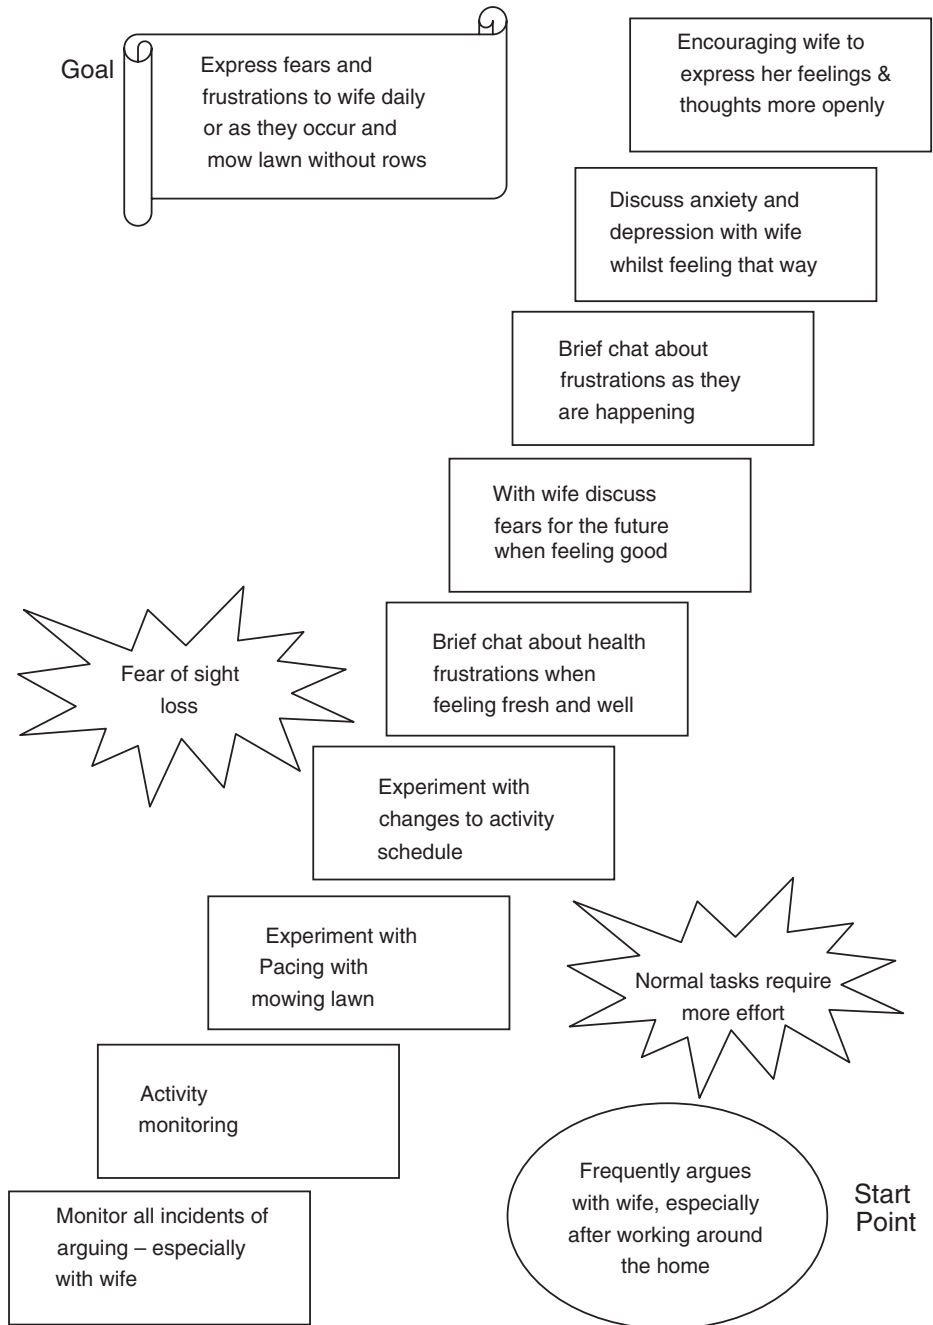 Goal
Express fears and
frustrations to wife daily
or as they occur and
mow lawn without rows
Encouraging wife to
express her feelings &
thoughts more openly
Discuss anxiety and
depression with wife
whilst feeling that way
Brief chat about
frustrations as they
are happening
With wife discuss
fears for the future
when feeling good
Brief chat about health
frustrations when
feeling fresh and well
Fear of sight
loss
Experiment with
changes to activity
schedule
Experiment with
Pacing with
mowing lawn
Normal tasks require
more effort
Activity
monitoring
Frequently argues
with wife, especially
after working around
the home
Start
Point
Monitor all incidents of
arguing – especially
with wife